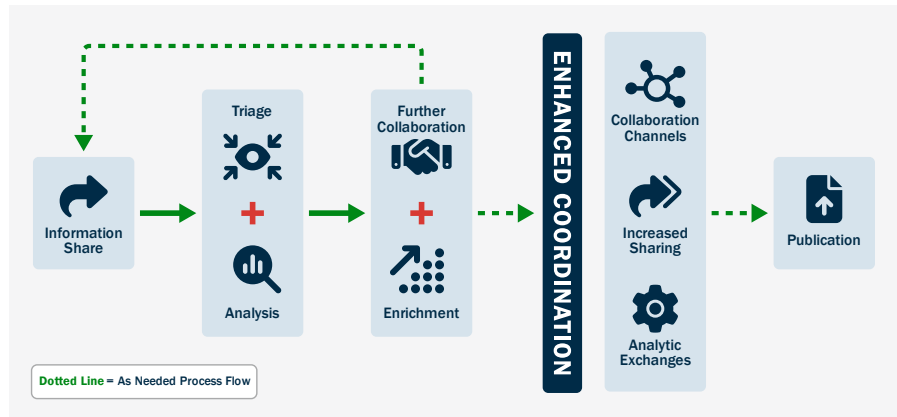 Information
Share
Triage
Analysis
Further
Collaboration
Enrichment
ENHANCED COORDINATION
Collaboration
Channels
Increased
Sharing
Analytic
Exchanges
Publication
Dotted Line = As Needed Process Flow